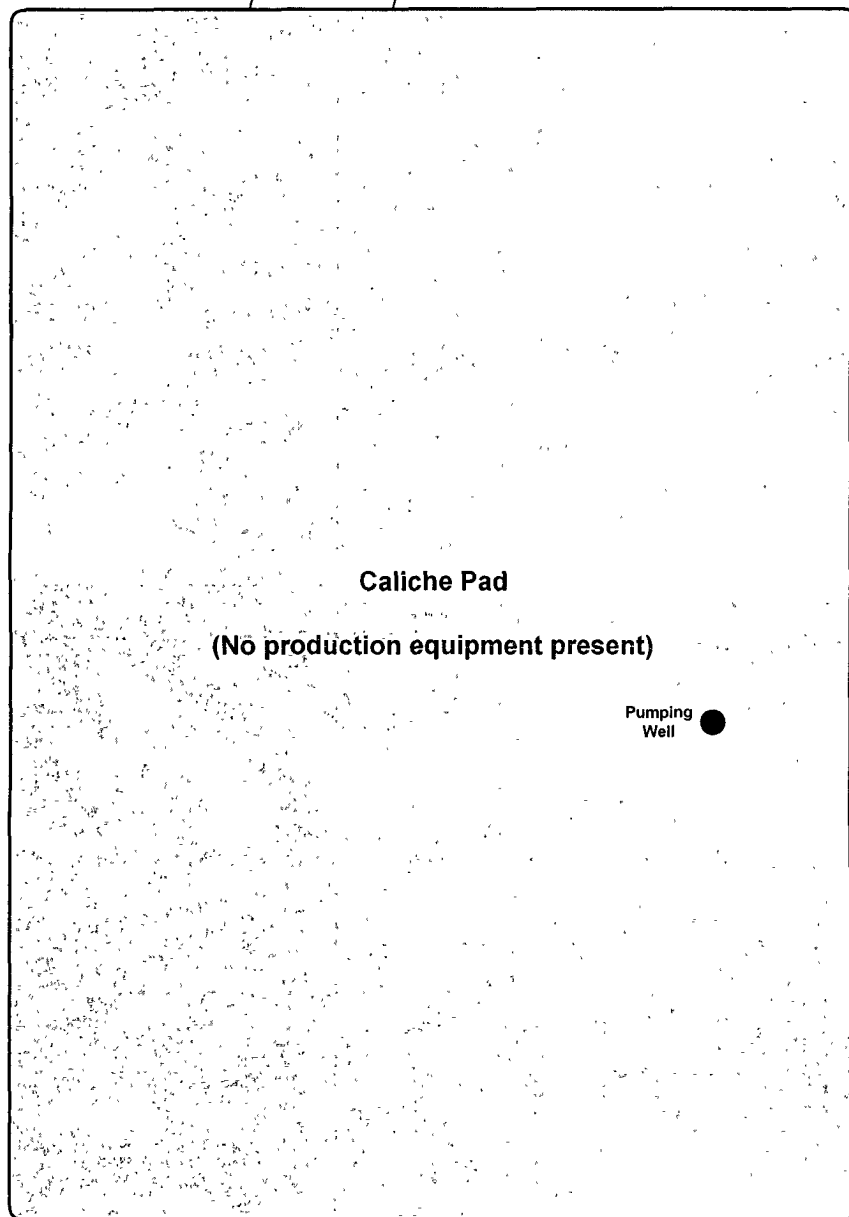 Caliche Pad
(No production equipment present)
Pumping
Well